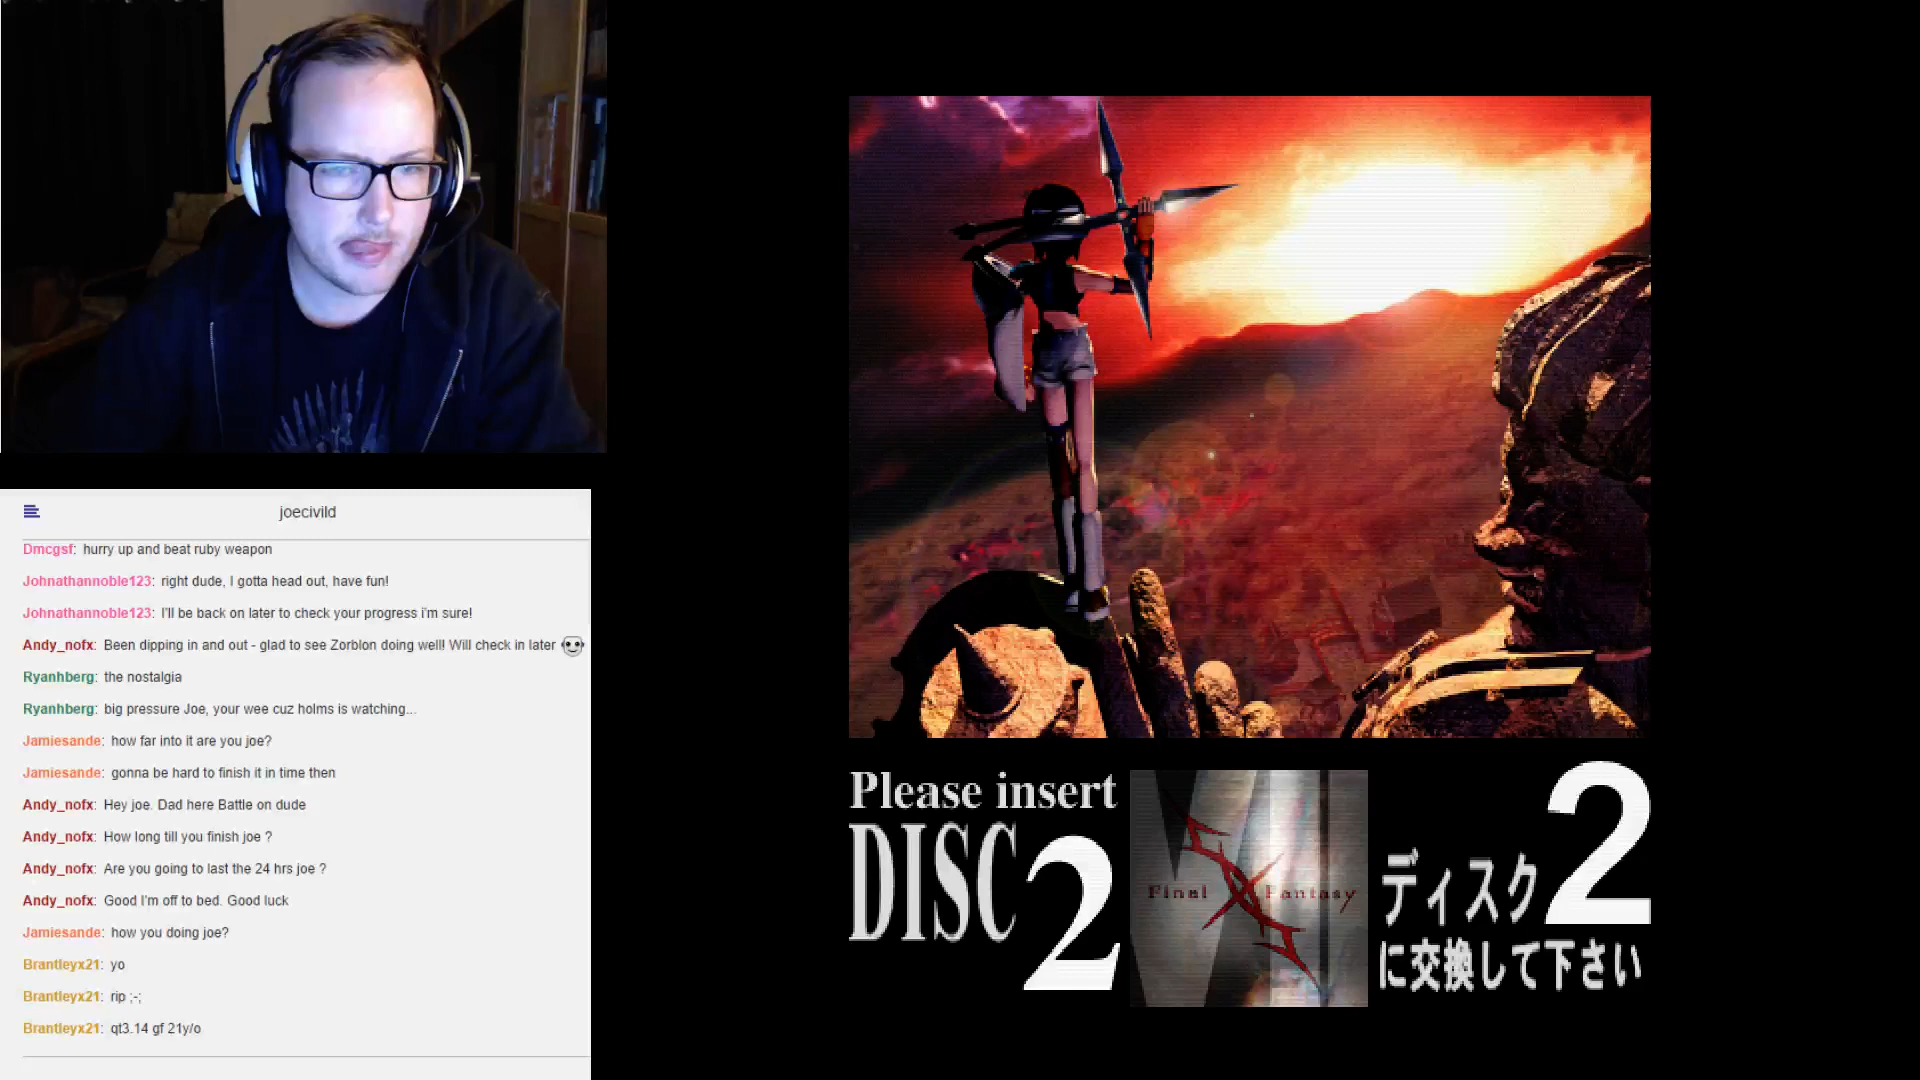 joecivild
Dmcgsf: hurry up and beat ruby weapon
Johnathannoble123: right dude, I gotta head out, have fun!
Johnathannoble123: I'll be back on later to check your progress i'm sure!
Andy_nofx: Been dipping in and out - glad to see Zorblon doing well! Will check in later
Ryanhberg: the nostalgia
Ryanhberg: big pressure Joe, your wee cuz holms is watching...
Jamiesande: how far into it are you joe?
Jamiesande: gonna be hard to finish it in time then
Andy_nofx: Hey joe. Dad here Battle on dude
Andy_nofx: How long till you finish joe ?
Andy_nofx: Are you going to last the 24 hrs joe ?
Andy_nofx: Good I'm off to bed. Good luck
Jamiesande: how you doing joe?
Brantleyx21: yo
Brantleyx21: rip ;-;
Brantleyx21: qt3.14 gf 21y/o
Please insert
DISC 2
VII
Final Fantasy
ディスク 2
に交換して下さい